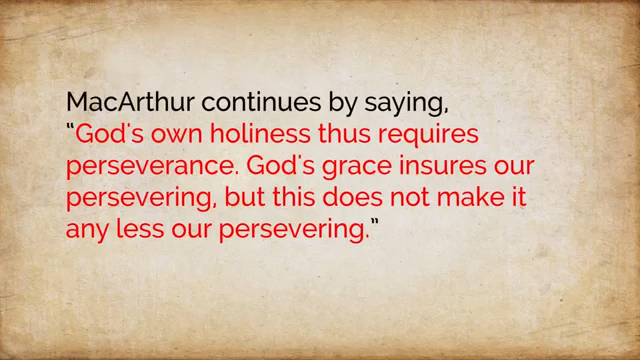 MacArthur continues by saying,
“God's own holiness thus requires
perseverance. God's grace insures our
persevering, but this does not make it
any less our persevering.”